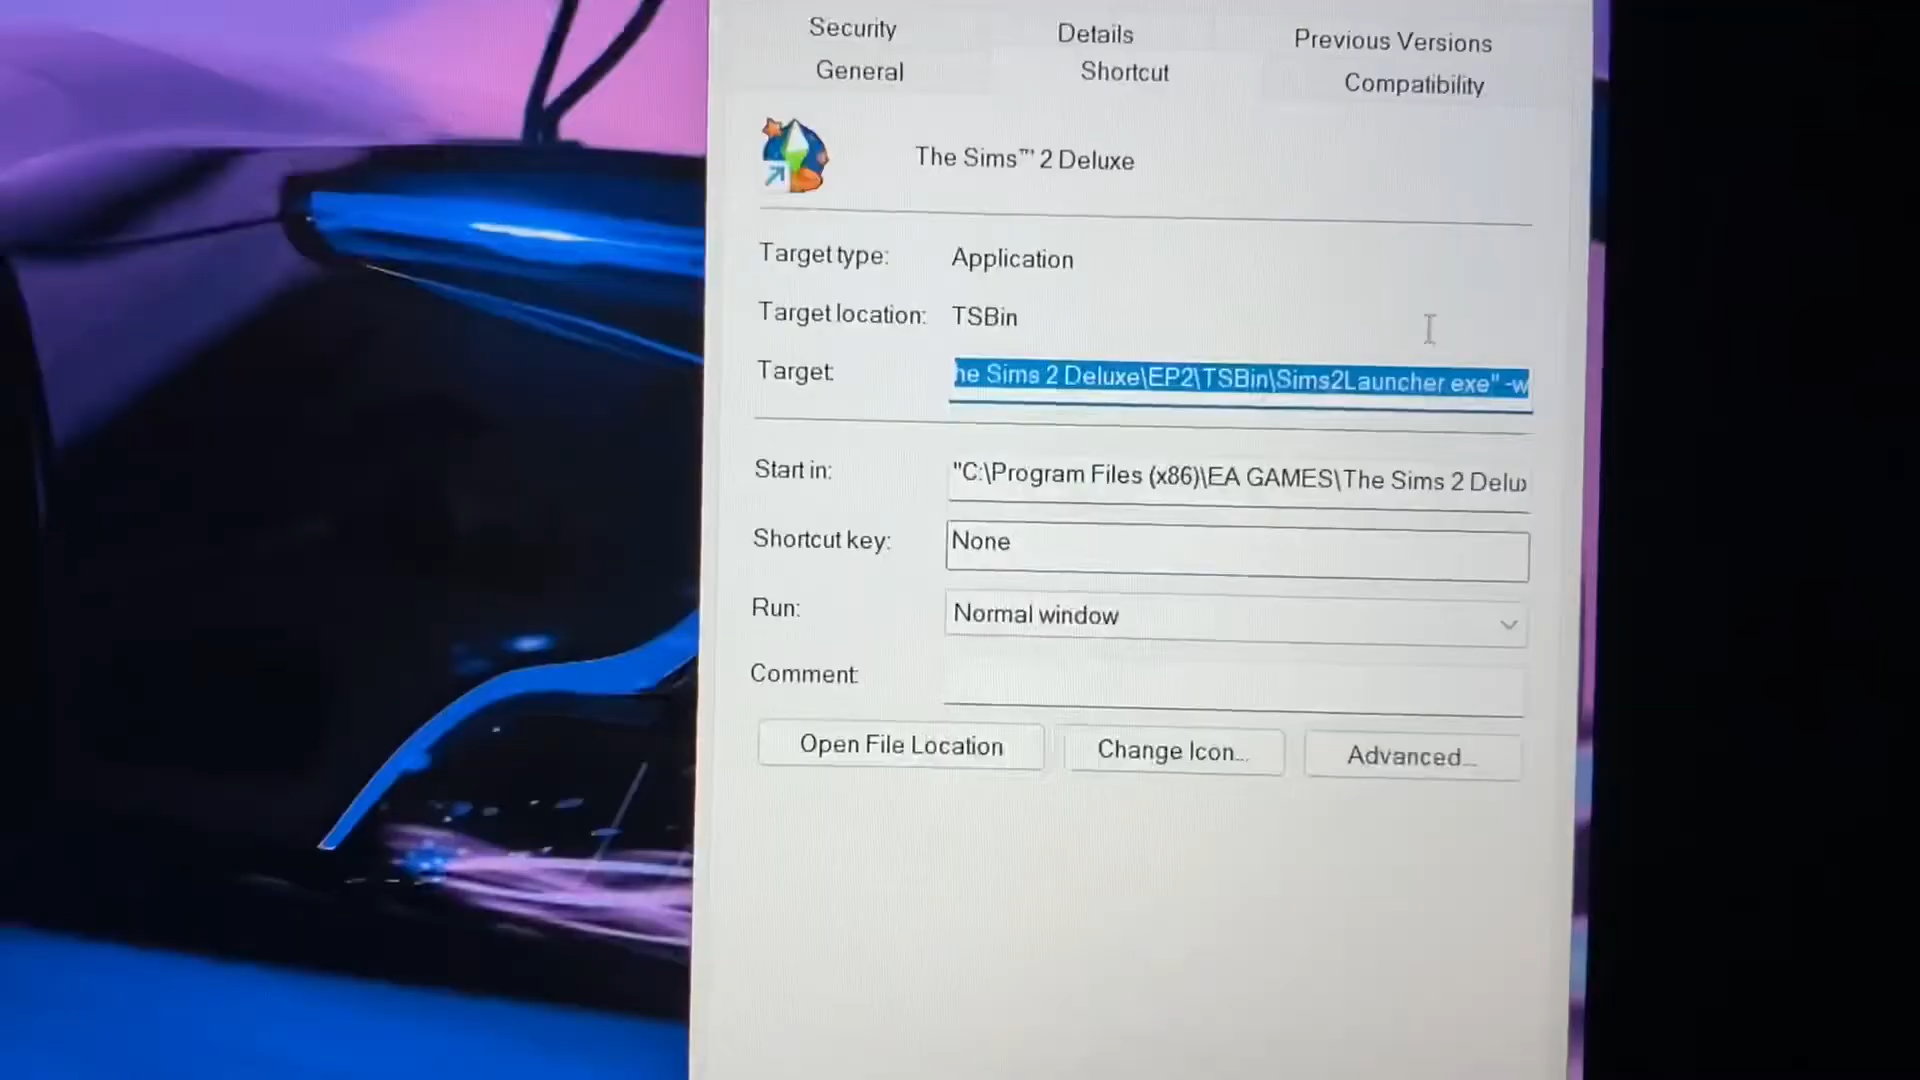 Security Details Previous Versions
General Shortcut Compatibility
The Sims™ 2 Deluxe
Target type: Application
Target location: TSBin
Target: he Sims 2 Deluxe\EP2\TSBin\Sims2Launcher.exe" -w
Start in: "C:\Program Files (x86)\EA GAMES\The Sims 2 Delux
Shortcut key: None
Run: Normal window
Comment:
Open File Location Change Icon... Advanced...